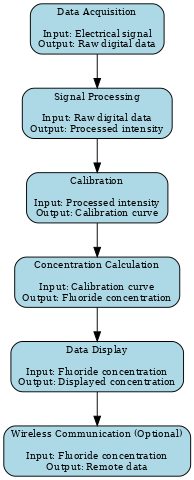 Data Acquisition
Input: Electrical signal
Output: Raw digital data
Signal Processing
Input: Raw digital data
Output: Processed intensity
Calibration
Input: Processed intensity
Output: Calibration curve
Concentration Calculation
Input: Calibration curve
Output: Fluoride concentration
Data Display
Input: Fluoride concentration
Output: Displayed concentration
Wireless Communication (Optional)
Input: Fluoride concentration
Output: Remote data